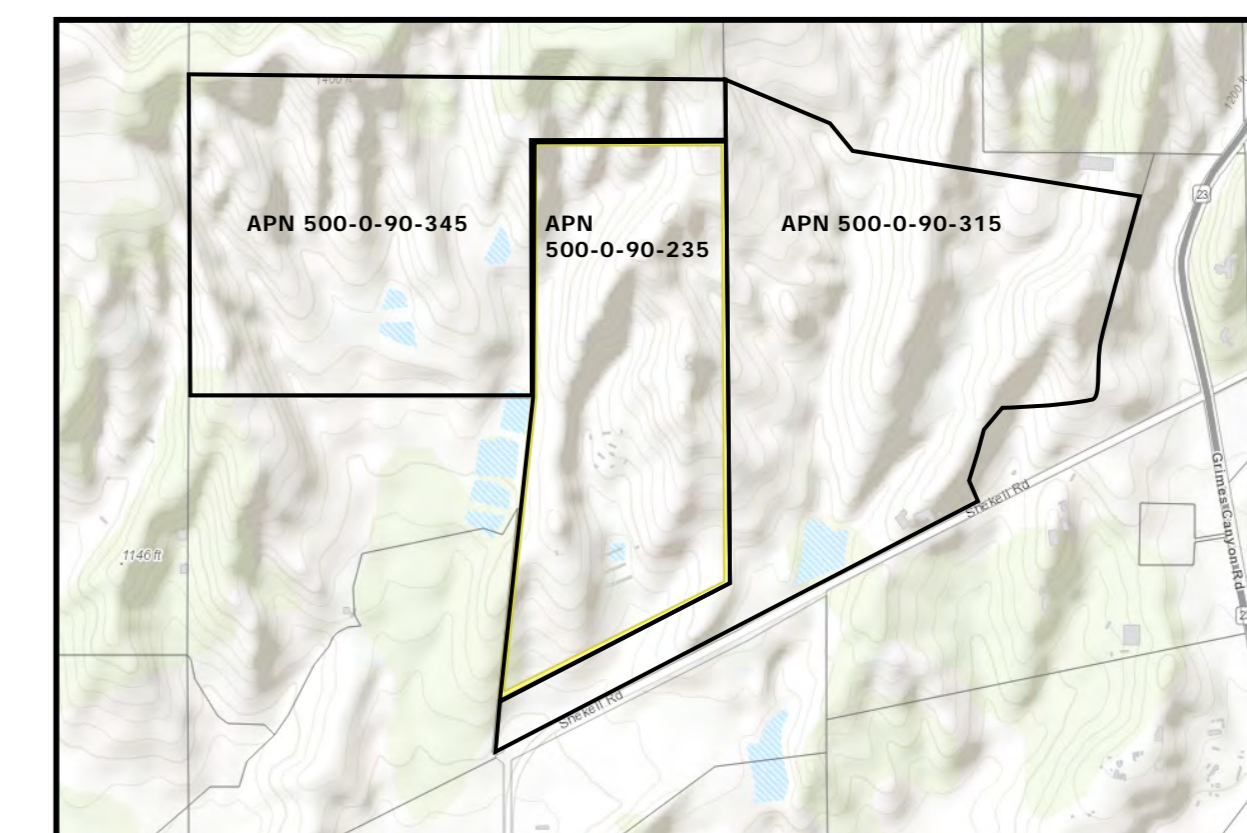 1400 ft
1200 ft
23
APN 500-0-90-345
APN
500-0-90-235
APN 500-0-90-315
Shekell Rd
Grimes Canyon Rd
1146 ft
Shekell Rd